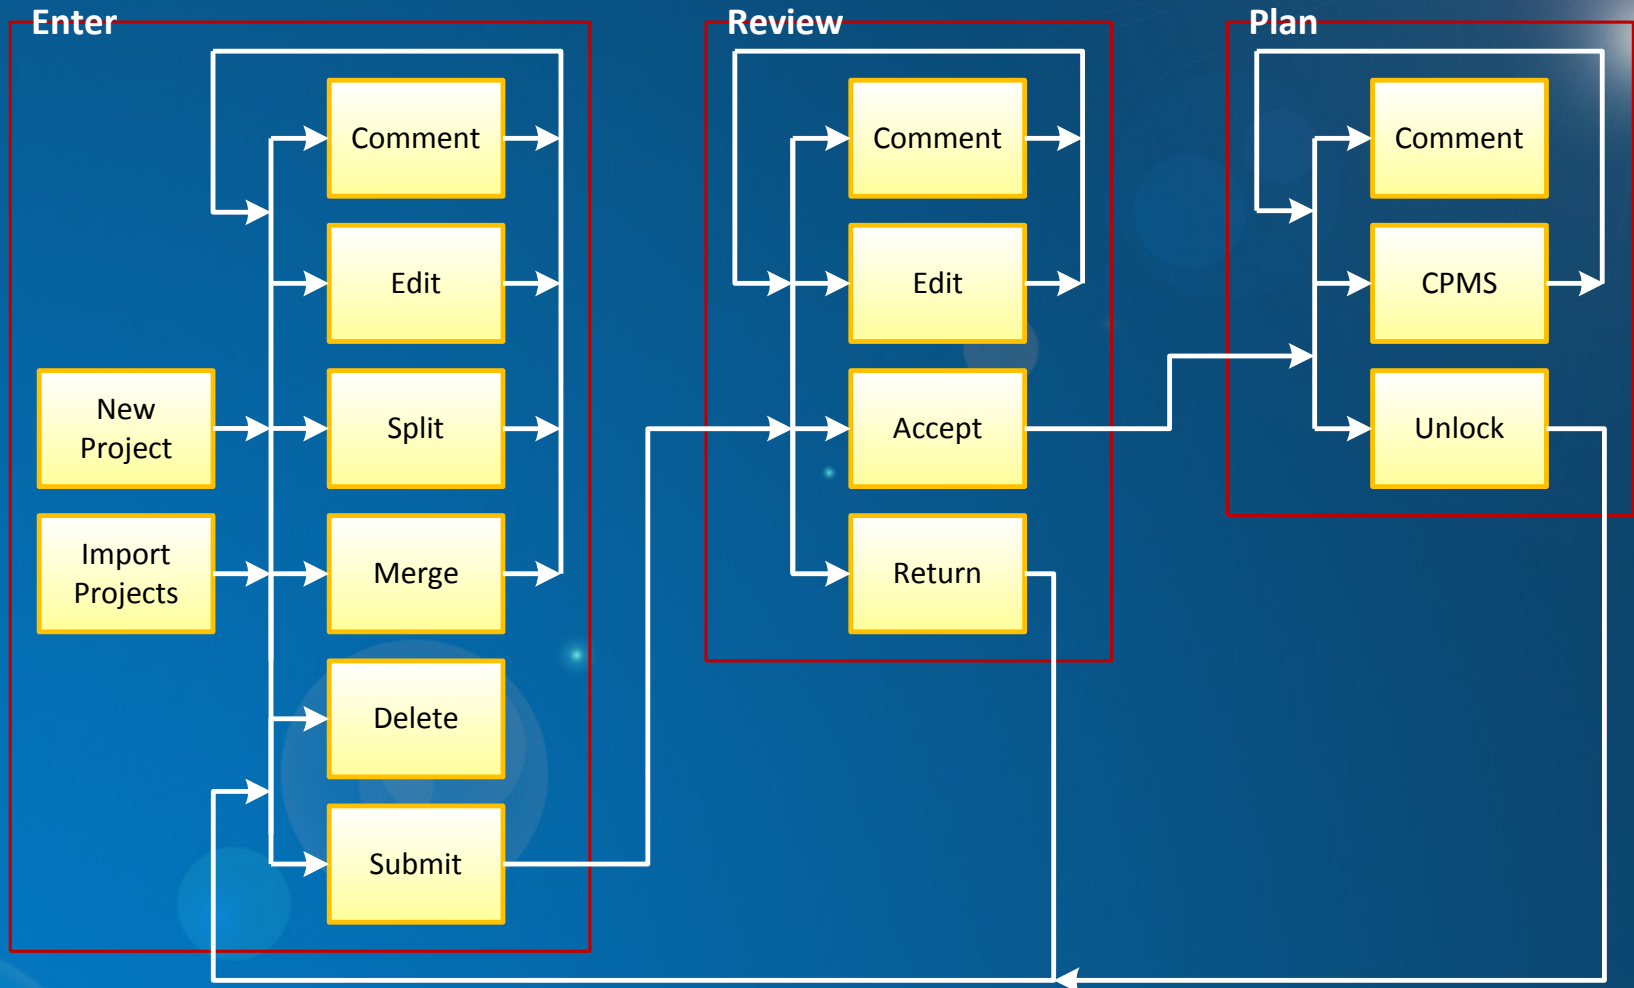 Enter
New
Project
Import
Projects
Comment
Edit
Split
Merge
Delete
Submit
Review
Comment
Edit
Accept
Return
Plan
Comment
CPMS
Unlock